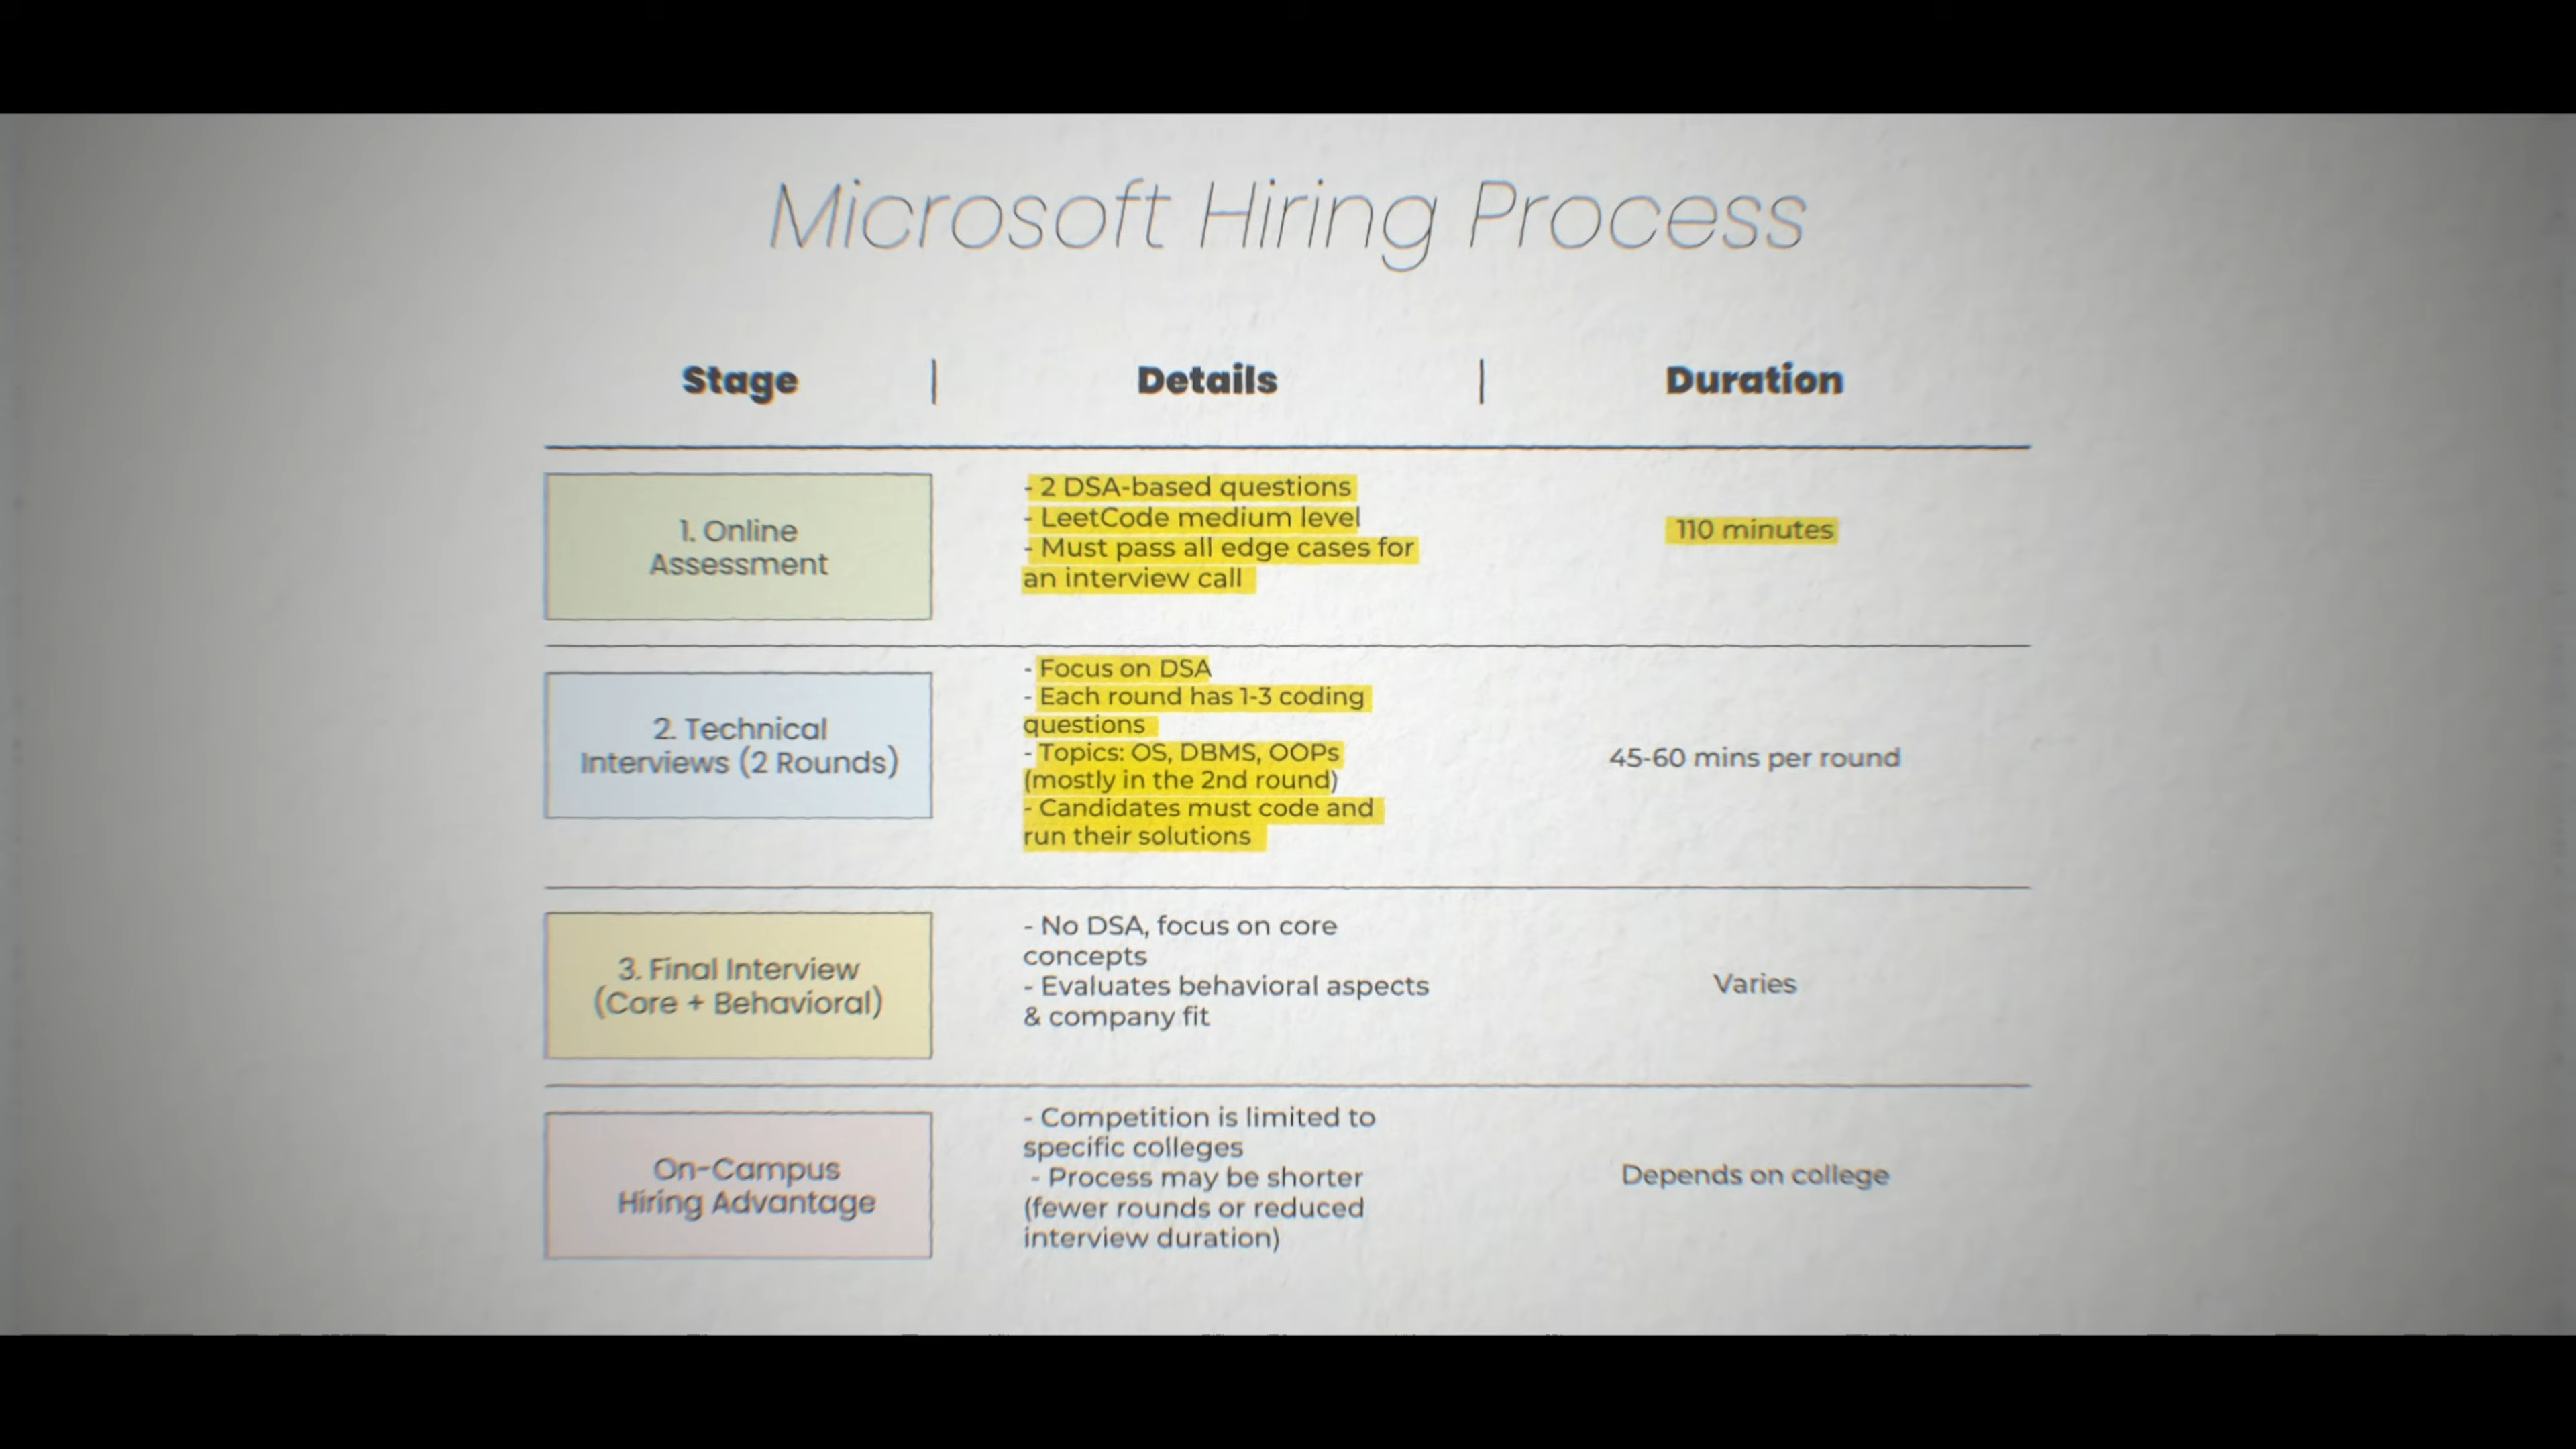 Microsoft Hiring Process
Stage | Details | Duration
1. Online
Assessment
- 2 DSA-based questions
- LeetCode medium level
- Must pass all edge cases for
an interview call
110 minutes
2. Technical
Interviews (2 Rounds)
- Focus on DSA
- Each round has 1-3 coding
questions
- Topics: OS, DBMS, OOPs
(mostly in the 2nd round)
- Candidates must code and
run their solutions
45-60 mins per round
3. Final Interview
(Core + Behavioral)
- No DSA, focus on core
concepts
- Evaluates behavioral aspects
& company fit
Varies
On-Campus
Hiring Advantage
- Competition is limited to
specific colleges
- Process may be shorter
(fewer rounds or reduced
interview duration)
Depends on college